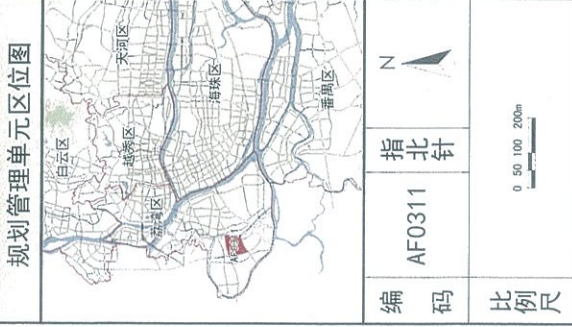 规划管理单元区位图
白云区
天河区
越秀区
海珠区
荔湾区
番禺区
编码
AF0311
指北针
N
比例尺
0 50 100 200m